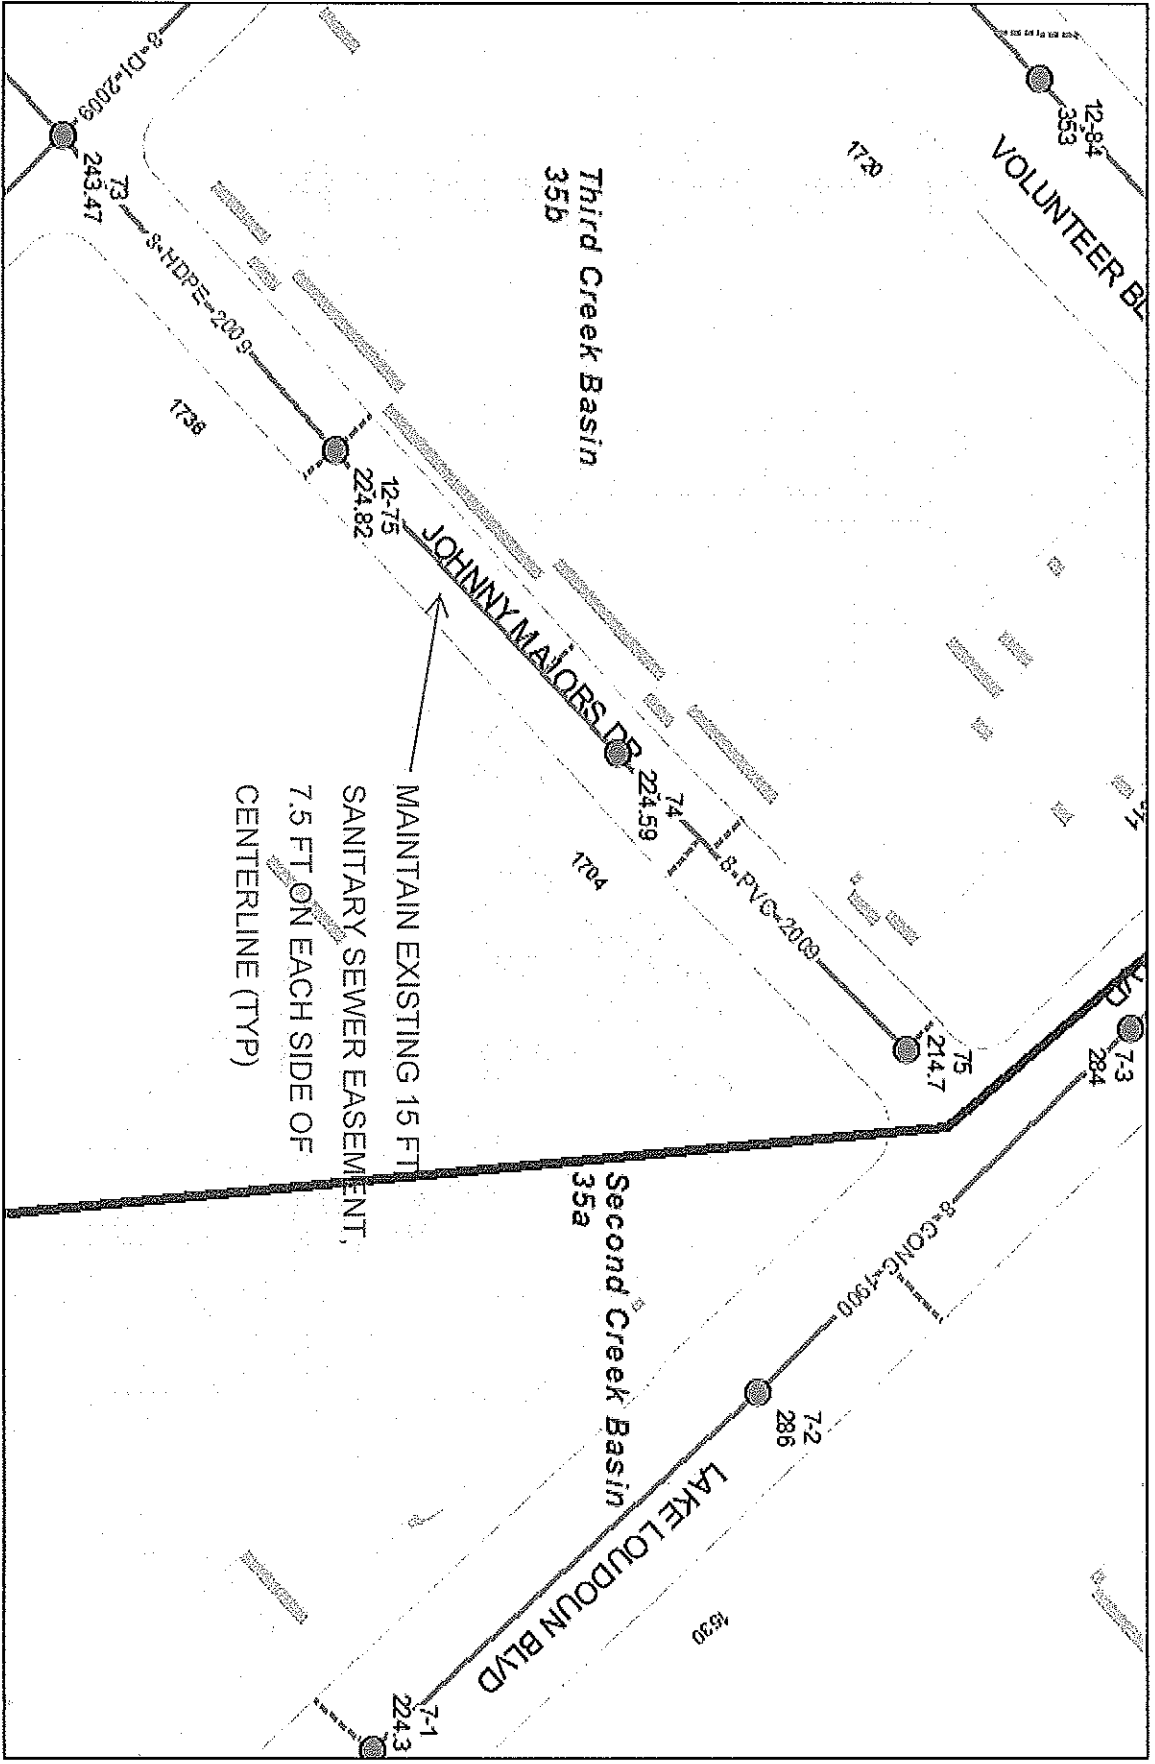 12-84
353
VOLUNTEER BL
1720
Third Creek Basin
35b
8-DI-2009
73
243.47
8-HDPE-2009
1736
12-75
224.82
JOHNNY MAJORS DR
74
224.59
8-PVC-2009
1704
75
214.7
MAINTAIN EXISTING 15 FT
SANITARY SEWER EASEMENT,
7.5 FT ON EACH SIDE OF
CENTERLINE (TYP)
VD
7-3
284
8-CONC-1900
Second Creek Basin
35a
7-2
286
LAKE LOUDOUN BLVD
1530
7-1
224.3